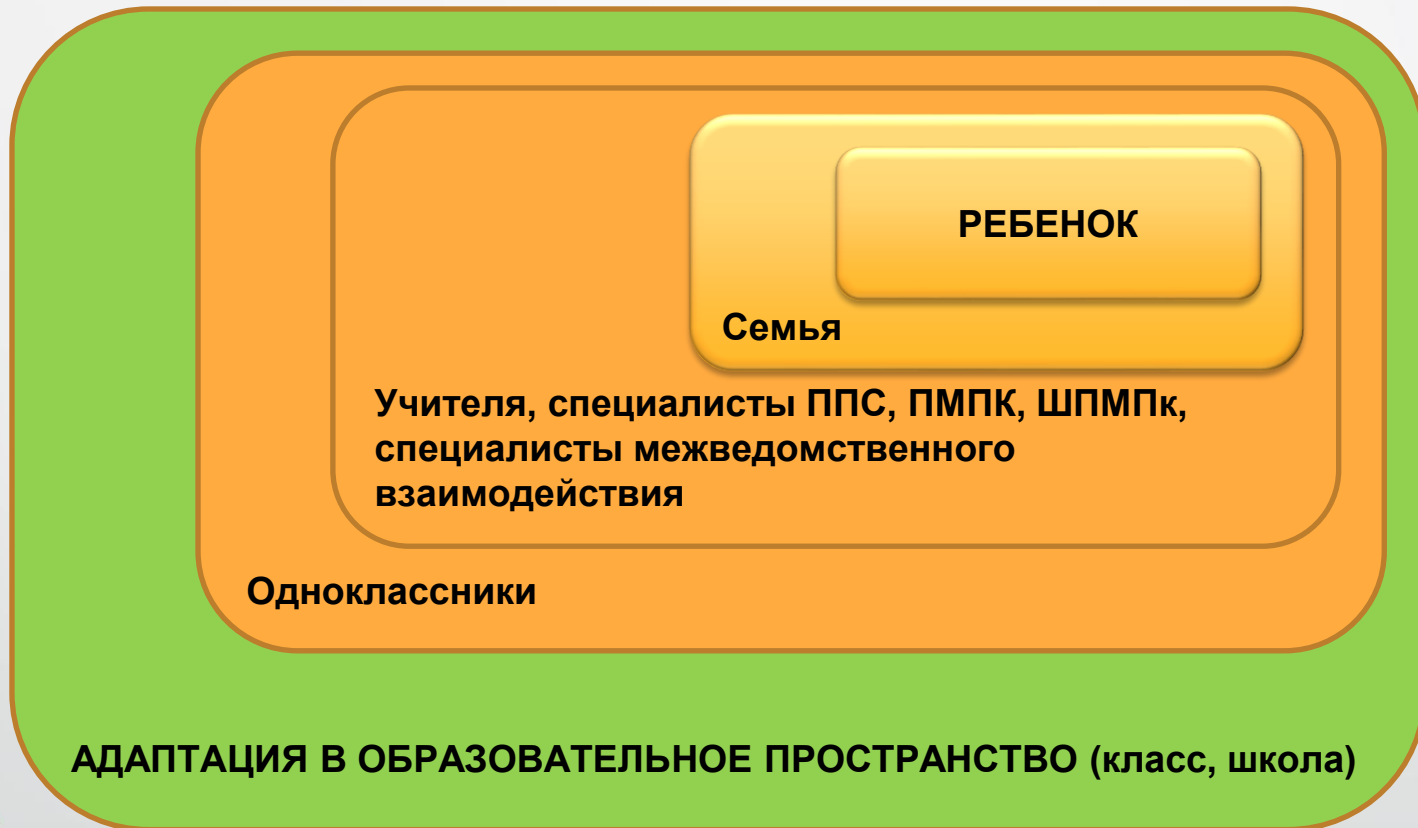 РЕБЕНОК
Семья
Учителя, специалисты ППС, ПМПК, ШПМПк,
специалисты межведомственного
взаимодействия
Одноклассники
АДАПТАЦИЯ В ОБРАЗОВАТЕЛЬНОЕ ПРОСТРАНСТВО (класс, школа)